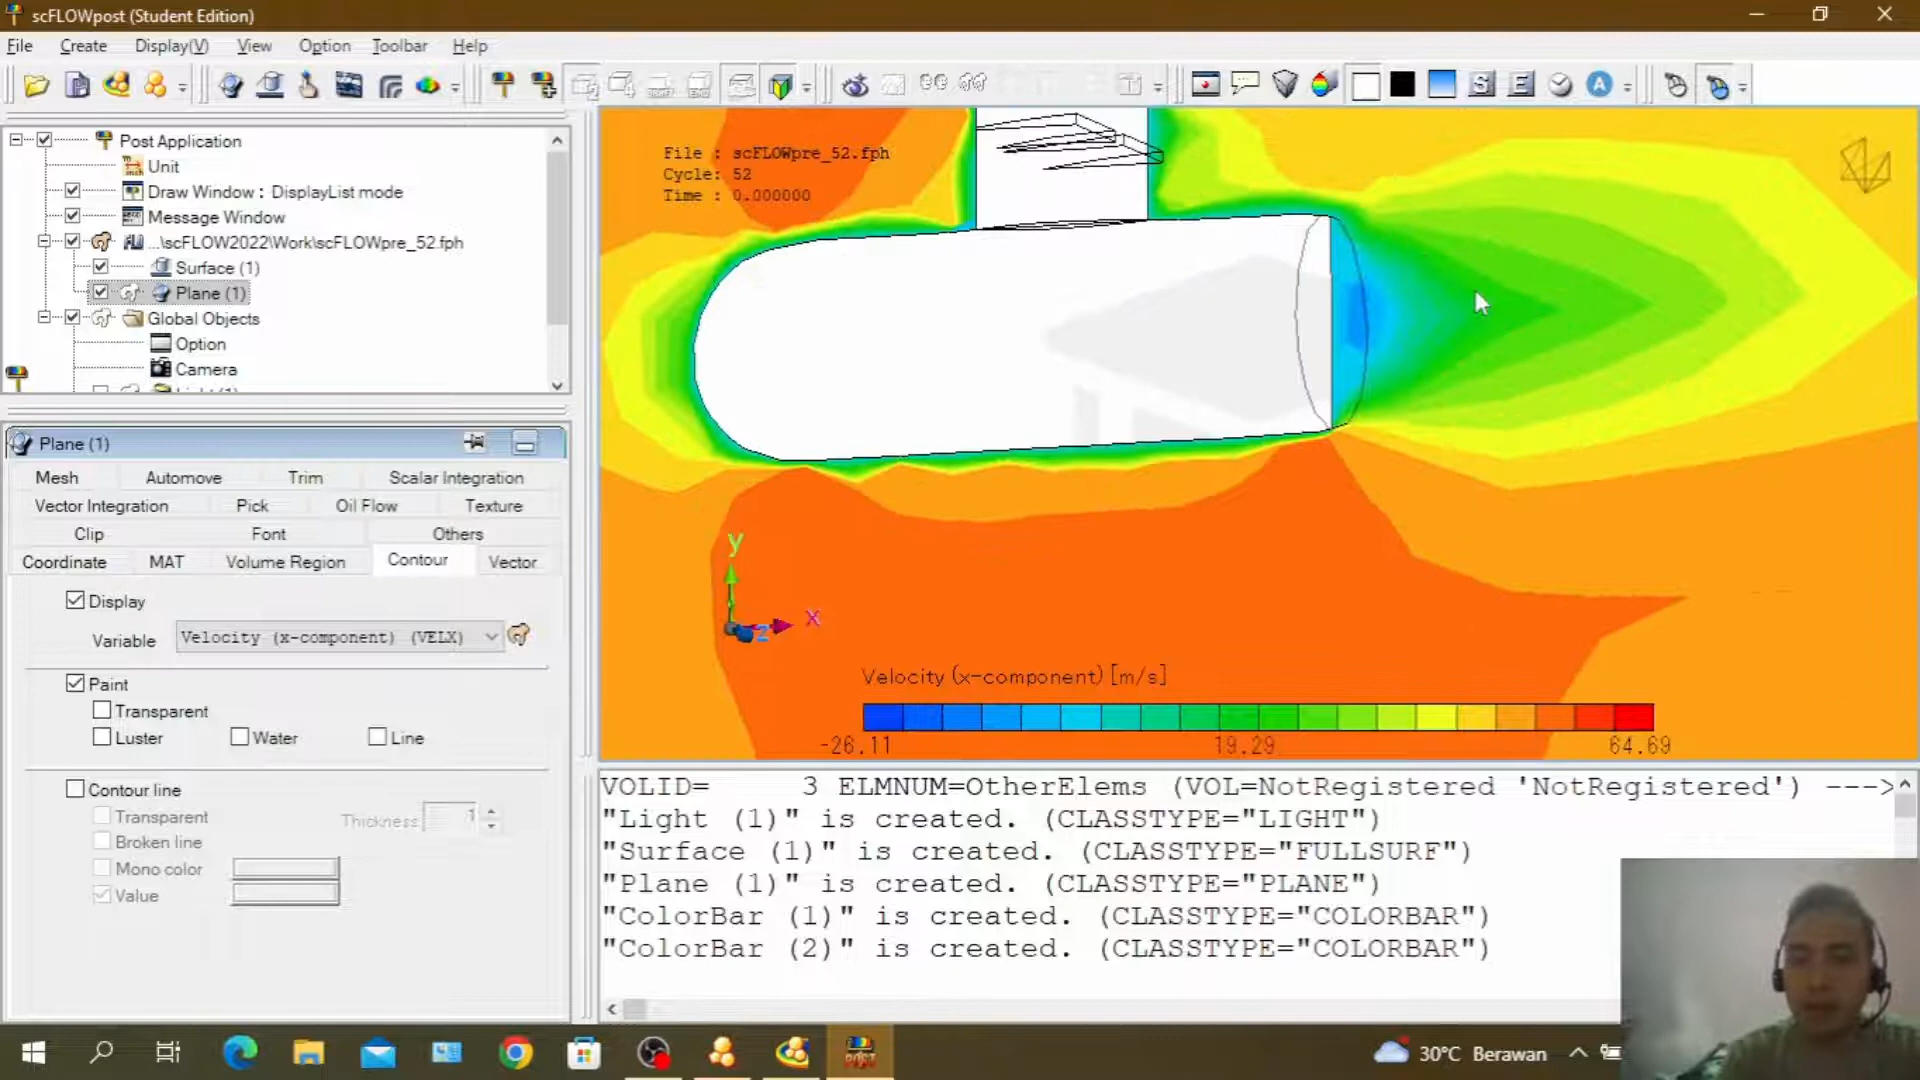 scFLOWpost (Student Edition)
File Create Display(V) View Option Toolbar Help
Post Application
Unit
Draw Window : DisplayList mode
Message Window
...\scFLOW2022\Work\scFLOWpre_52.fph
Surface (1)
Plane (1)
Global Objects
Option
Camera
Plane (1)
Mesh Automove Trim Scalar Integration
Vector Integration Pick Oil Flow Texture
Clip Font Others
Coordinate MAT Volume Region Contour Vector
Display
Variable Velocity (x-component) (VELX)
Paint
Transparent
Luster Water Line
Contour line
Transparent Thickness 1
Broken line
Mono color
Value
File : scFLOWpre_52.fph
Cycle: 52
Time : 0.000000
y
z x
Velocity (x-component) [m/s]
-26.11 19.29 64.69
VOLID= 3 ELMNUM=OtherElems (VOL=NotRegistered 'NotRegistered') --->
"Light (1)" is created. (CLASSTYPE="LIGHT")
"Surface (1)" is created. (CLASSTYPE="FULLSURF")
"Plane (1)" is created. (CLASSTYPE="PLANE")
"ColorBar (1)" is created. (CLASSTYPE="COLORBAR")
"ColorBar (2)" is created. (CLASSTYPE="COLORBAR")
POST
30°C Berawan